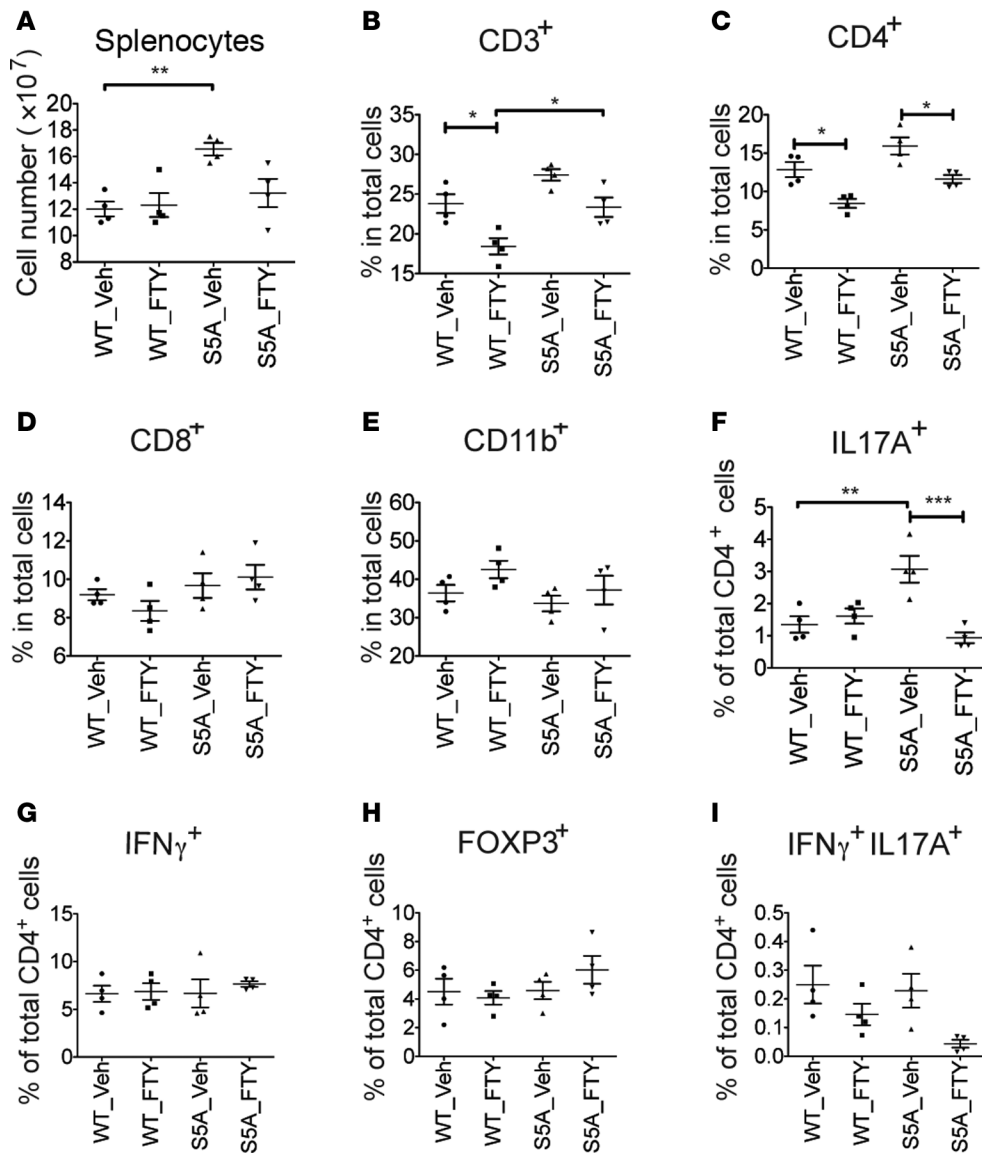 A
Splenocytes
Cell number (×10⁷)
20
18
16
14
12
10
8
**
WT_Veh
WT_FTY
S5A_Veh
S5A_FTY
B
CD3⁺
% in total cells
35
30
25
20
15
*
*
WT_Veh
WT_FTY
S5A_Veh
S5A_FTY
C
CD4⁺
% in total cells
20
15
10
5
0
*
*
WT_Veh
WT_FTY
S5A_Veh
S5A_FTY
D
CD8⁺
% in total cells
14
12
10
8
6
WT_Veh
WT_FTY
S5A_Veh
S5A_FTY
E
CD11b⁺
% in total cells
60
50
40
30
20
WT_Veh
WT_FTY
S5A_Veh
S5A_FTY
F
IL17A⁺
% of total CD4⁺ cells
5
4
3
2
1
0
**
***
WT_Veh
WT_FTY
S5A_Veh
S5A_FTY
G
IFNγ⁺
% of total CD4⁺ cells
15
10
5
0
WT_Veh
WT_FTY
S5A_Veh
S5A_FTY
H
FOXP3⁺
% of total CD4⁺ cells
10
8
6
4
2
0
WT_Veh
WT_FTY
S5A_Veh
S5A_FTY
I
IFNγ⁺ IL17A⁺
% of total CD4⁺ cells
0.5
0.4
0.3
0.2
0.1
0.0
WT_Veh
WT_FTY
S5A_Veh
S5A_FTY